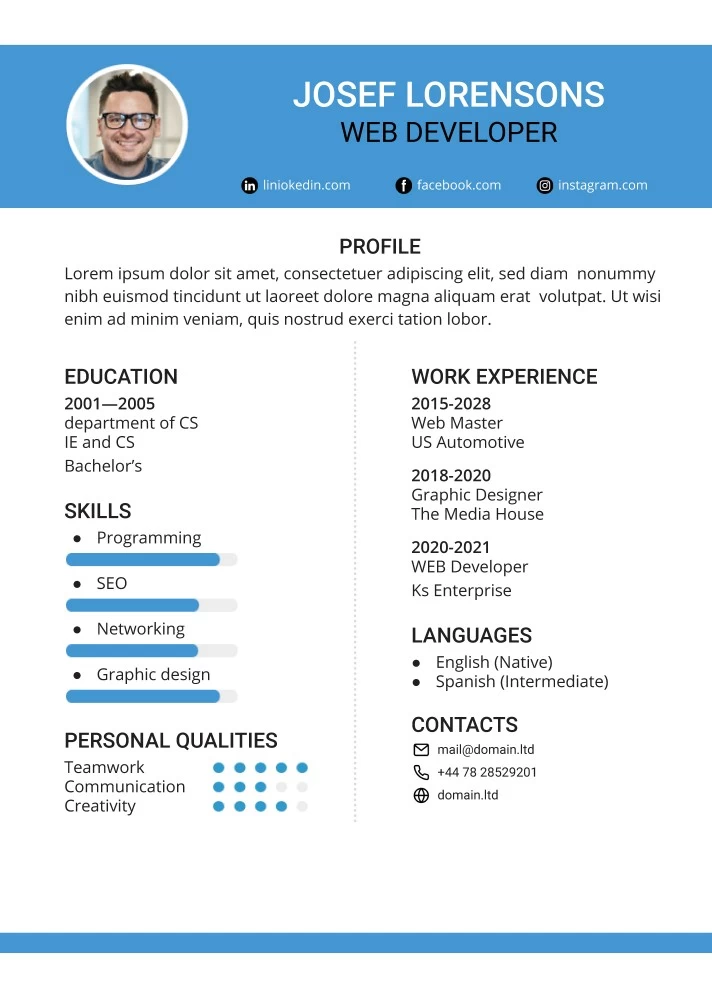 JOSEF LORENSONS
WEB DEVELOPER
in liniokedin.com
f facebook.com
instagram.com
PROFILE
Lorem ipsum dolor sit amet, consectetuer adipiscing elit, sed diam  nonummy
nibh euismod tincidunt ut laoreet dolore magna aliquam erat  volutpat. Ut wisi
enim ad minim veniam, quis nostrud exerci tation lobor.
EDUCATION
2001—2005
department of CS
IE and CS
Bachelor’s
SKILLS
● Programming
● SEO
● Networking
● Graphic design
PERSONAL QUALITIES
Teamwork
Communication
Creativity
WORK EXPERIENCE
2015-2028
Web Master
US Automotive
2018-2020
Graphic Designer
The Media House
2020-2021
WEB Developer
Ks Enterprise
LANGUAGES
● English (Native)
● Spanish (Intermediate)
CONTACTS
mail@domain.ltd
+44 78 28529201
domain.ltd